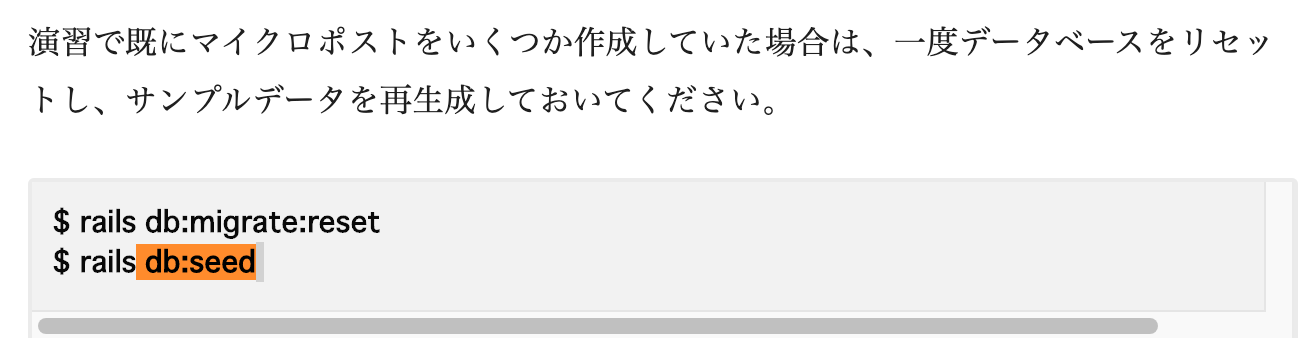 演習で既にマイクロポストをいくつか作成していた場合は、一度データベースをリセッ
トし、サンプルデータを再生成しておいてください。
$ rails db:migrate:reset
$ rails db:seed